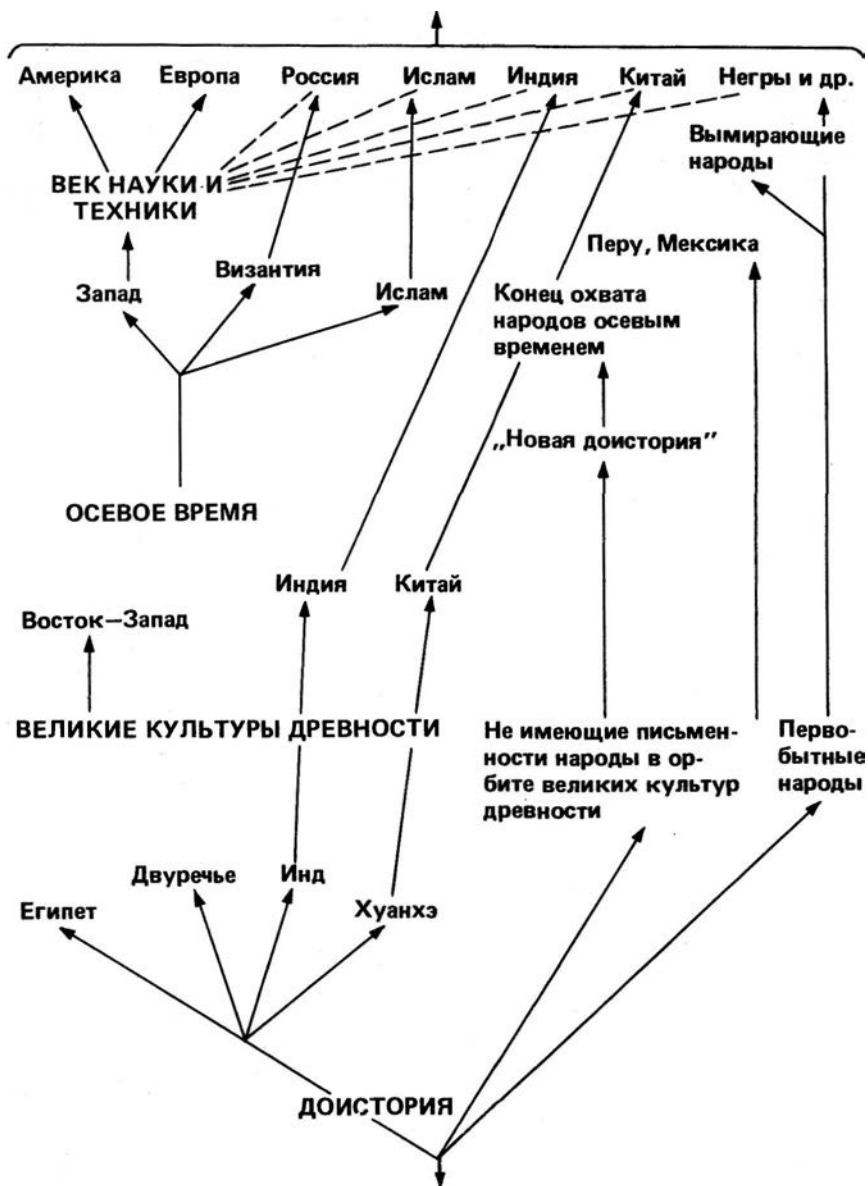 Америка Европа Россия Ислам Индия Китай Негры и др.
Вымирающие
народы
ВЕК НАУКИ И
ТЕХНИКИ
Перу, Мексика
Византия
Запад
Ислам
Конец охвата
народов осевым
временем
„Новая доистория”
ОСЕВОЕ ВРЕМЯ
Индия Китай
Восток—Запад
ВЕЛИКИЕ КУЛЬТУРЫ ДРЕВНОСТИ
Не имеющие письмен-
ности народы в ор-
бите великих культур
древности
Перво-
бытные
народы
Двуречье Инд
Египет
Хуанхэ
ДОИСТОРИЯ